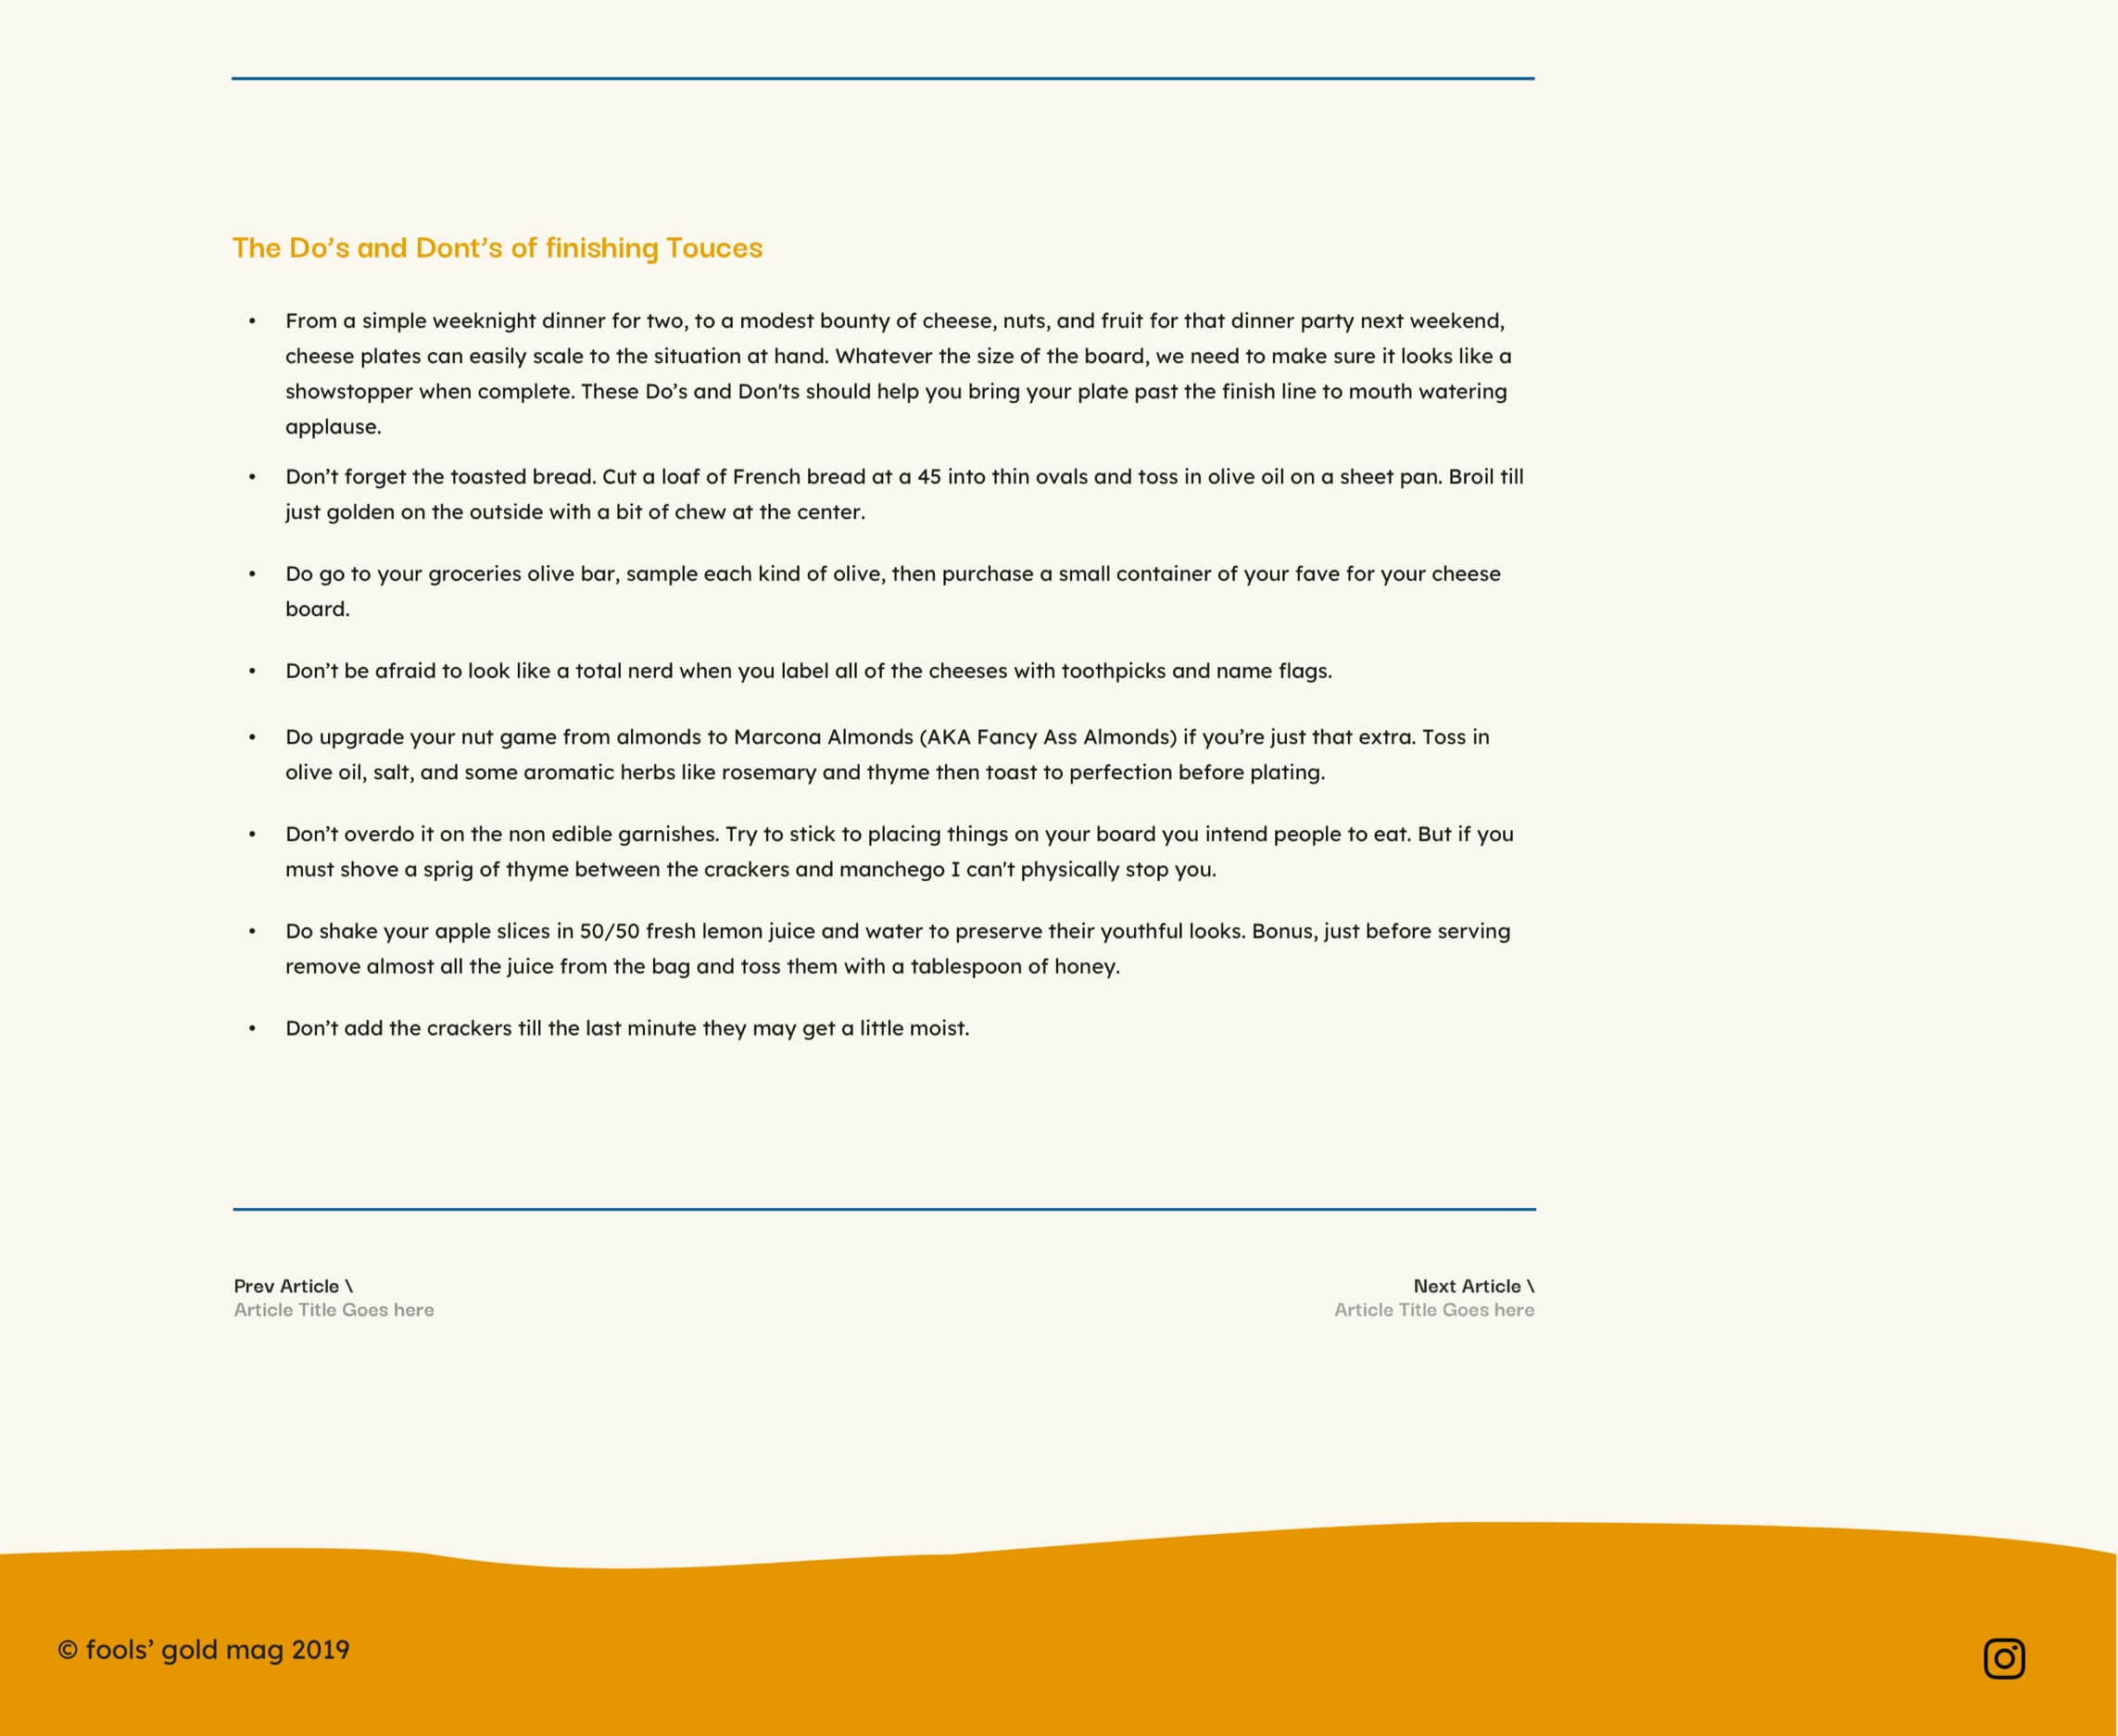 The Do’s and Dont’s of finishing Touces
• From a simple weeknight dinner for two, to a modest bounty of cheese, nuts, and fruit for that dinner party next weekend,
cheese plates can easily scale to the situation at hand. Whatever the size of the board, we need to make sure it looks like a
showstopper when complete. These Do’s and Don'ts should help you bring your plate past the finish line to mouth watering
applause.
• Don’t forget the toasted bread. Cut a loaf of French bread at a 45 into thin ovals and toss in olive oil on a sheet pan. Broil till
just golden on the outside with a bit of chew at the center.
• Do go to your groceries olive bar, sample each kind of olive, then purchase a small container of your fave for your cheese
board.
• Don’t be afraid to look like a total nerd when you label all of the cheeses with toothpicks and name flags.
• Do upgrade your nut game from almonds to Marcona Almonds (AKA Fancy Ass Almonds) if you’re just that extra. Toss in
olive oil, salt, and some aromatic herbs like rosemary and thyme then toast to perfection before plating.
• Don’t overdo it on the non edible garnishes. Try to stick to placing things on your board you intend people to eat. But if you
must shove a sprig of thyme between the crackers and manchego I can't physically stop you.
• Do shake your apple slices in 50/50 fresh lemon juice and water to preserve their youthful looks. Bonus, just before serving
remove almost all the juice from the bag and toss them with a tablespoon of honey.
• Don’t add the crackers till the last minute they may get a little moist.
Prev Article \
Article Title Goes here
Next Article \
Article Title Goes here
© fools’ gold mag 2019